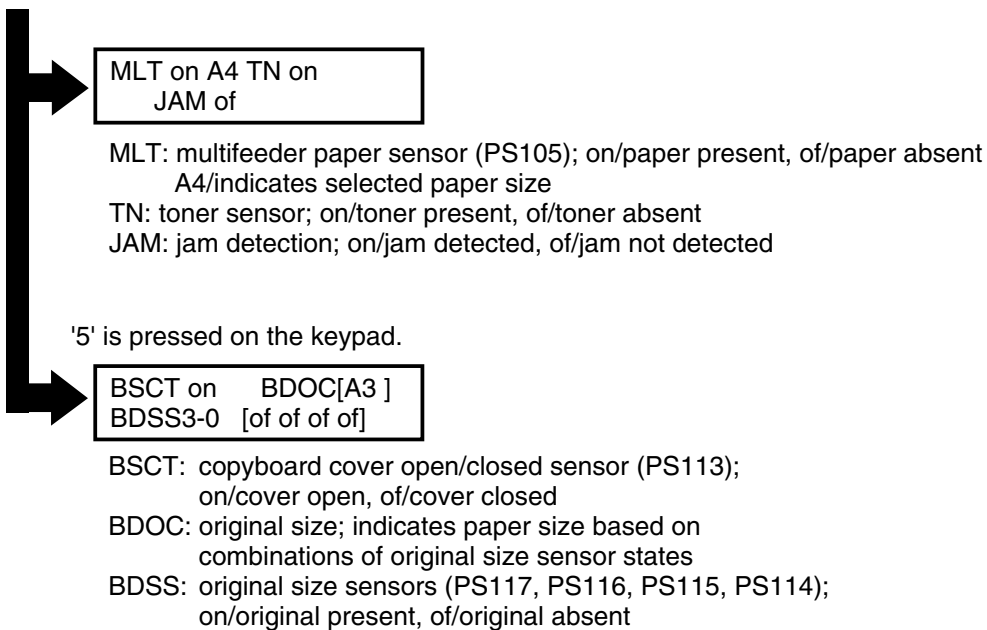 MLT on A4 TN on
JAM of
MLT: multifeeder paper sensor (PS105); on/paper present, of/paper absent
A4/indicates selected paper size
TN: toner sensor; on/toner present, of/toner absent
JAM: jam detection; on/jam detected, of/jam not detected
'5' is pressed on the keypad.
BSCT on BDOC[A3 ]
BDSS3-0 [of of of of]
BSCT: copyboard cover open/closed sensor (PS113);
on/cover open, of/cover closed
BDOC: original size; indicates paper size based on
combinations of original size sensor states
BDSS: original size sensors (PS117, PS116, PS115, PS114);
on/original present, of/original absent